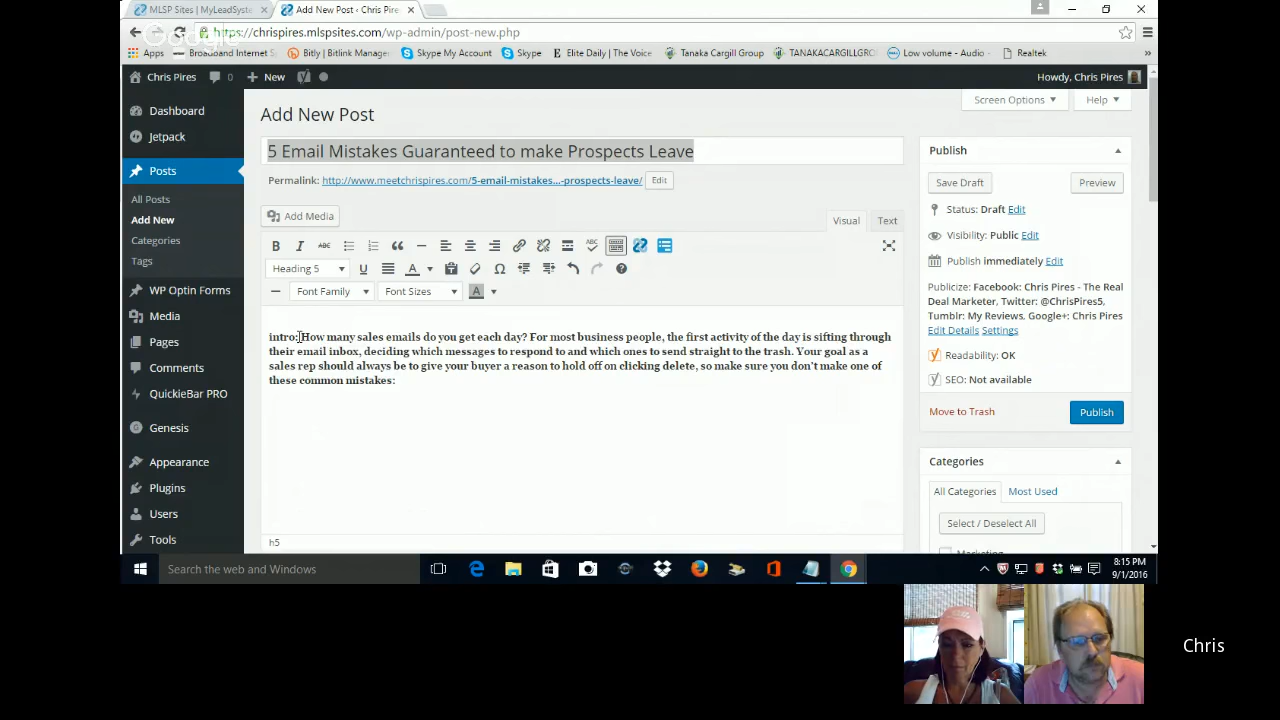 MLSP Sites | MyLeadSyste
Add New Post ‹ Chris Pire
https://chrispires.mlspsites.com/wp-admin/post-new.php
Google
Apps
Broadband Internet S
Bitly | Bitlink Manager
Skype My Account
Skype
Elite Daily | The Voice
Tanaka Cargill Group
TANAKACARGILLGRO
Low volume - Audio
Realtek
»
Chris Pires
0
+ New
Howdy, Chris Pires
Screen Options
Help
Dashboard
Jetpack
Posts
All Posts
Add New
Categories
Tags
WP Optin Forms
Media
Pages
Comments
QuickieBar PRO
Genesis
Appearance
Plugins
Users
Tools
Add New Post
5 Email Mistakes Guaranteed to make Prospects Leave
Permalink: http://www.meetchrispires.com/5-email-mistakes...-prospects-leave/ Edit
Add Media
Visual
Text
B I ABC
ABC
Heading 5
U
A
Ω
Font Family
Font Sizes
A
intro: How many sales emails do you get each day? For most business people, the first activity of the day is sifting through
their email inbox, deciding which messages to respond to and which ones to send straight to the trash. Your goal as a
sales rep should always be to give your buyer a reason to hold off on clicking delete, so make sure you don't make one of
these common mistakes:
h5
Publish
Save Draft
Preview
Status: Draft Edit
Visibility: Public Edit
Publish immediately Edit
Publicize: Facebook: Chris Pires - The Real
Deal Marketer, Twitter: @ChrisPires5,
Tumblr: My Reviews, Google+: Chris Pires
Edit Details Settings
Readability: OK
SEO: Not available
Move to Trash
Publish
Categories
All Categories
Most Used
Select / Deselect All
Marketing
Search the web and Windows
8:15 PM
9/1/2016
Chris